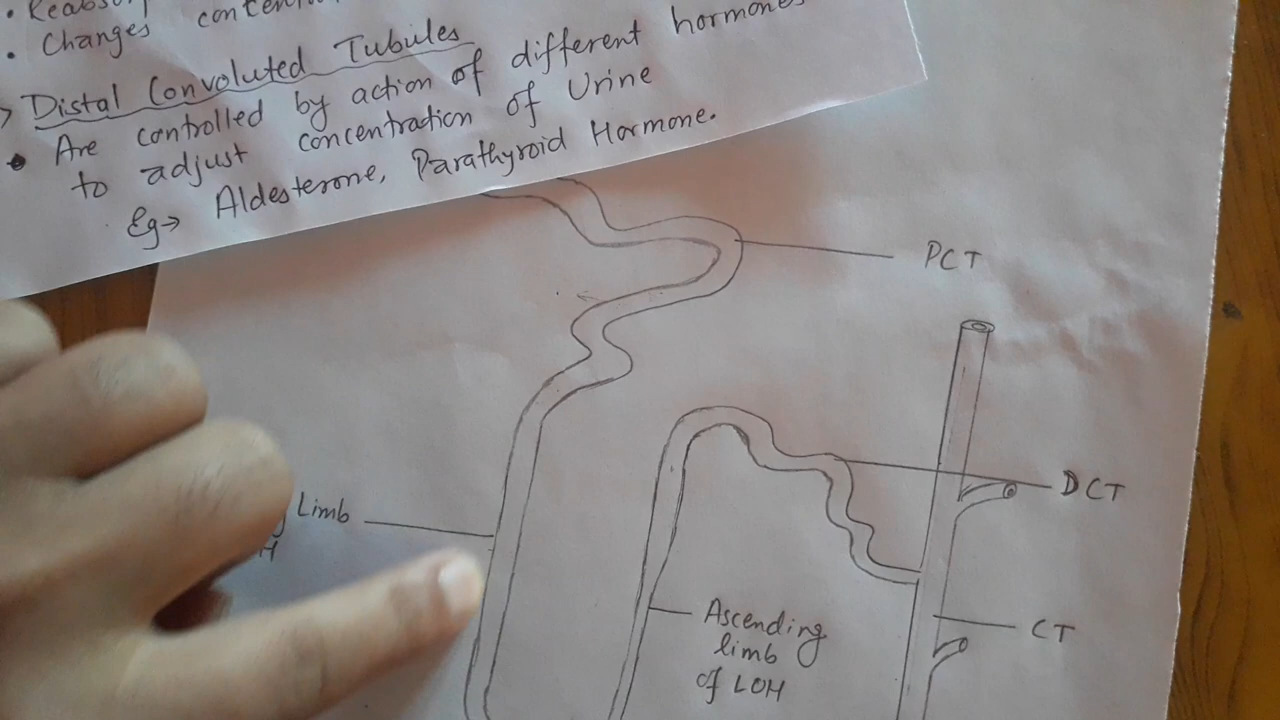 • Changes
> Distal Convoluted Tubules
• Are controlled by action of different hormones
to adjust concentration of Urine
Eg→ Aldesterone, Parathyroid Hormone.
PCT
DCT
Limb
CT
Ascending
limb
of LOH